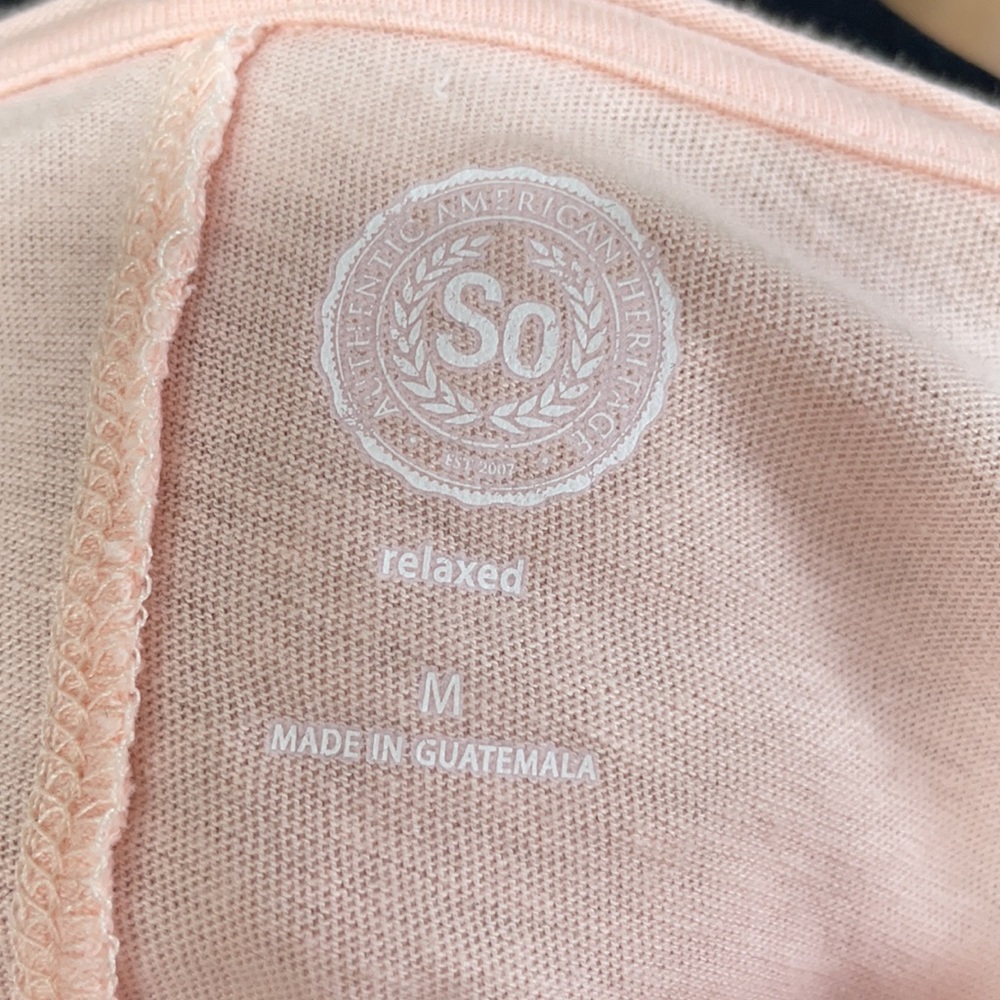 AUTHENTIC AMERICAN HERITAGE
So
EST 2007
relaxed
M
MADE IN GUATEMALA